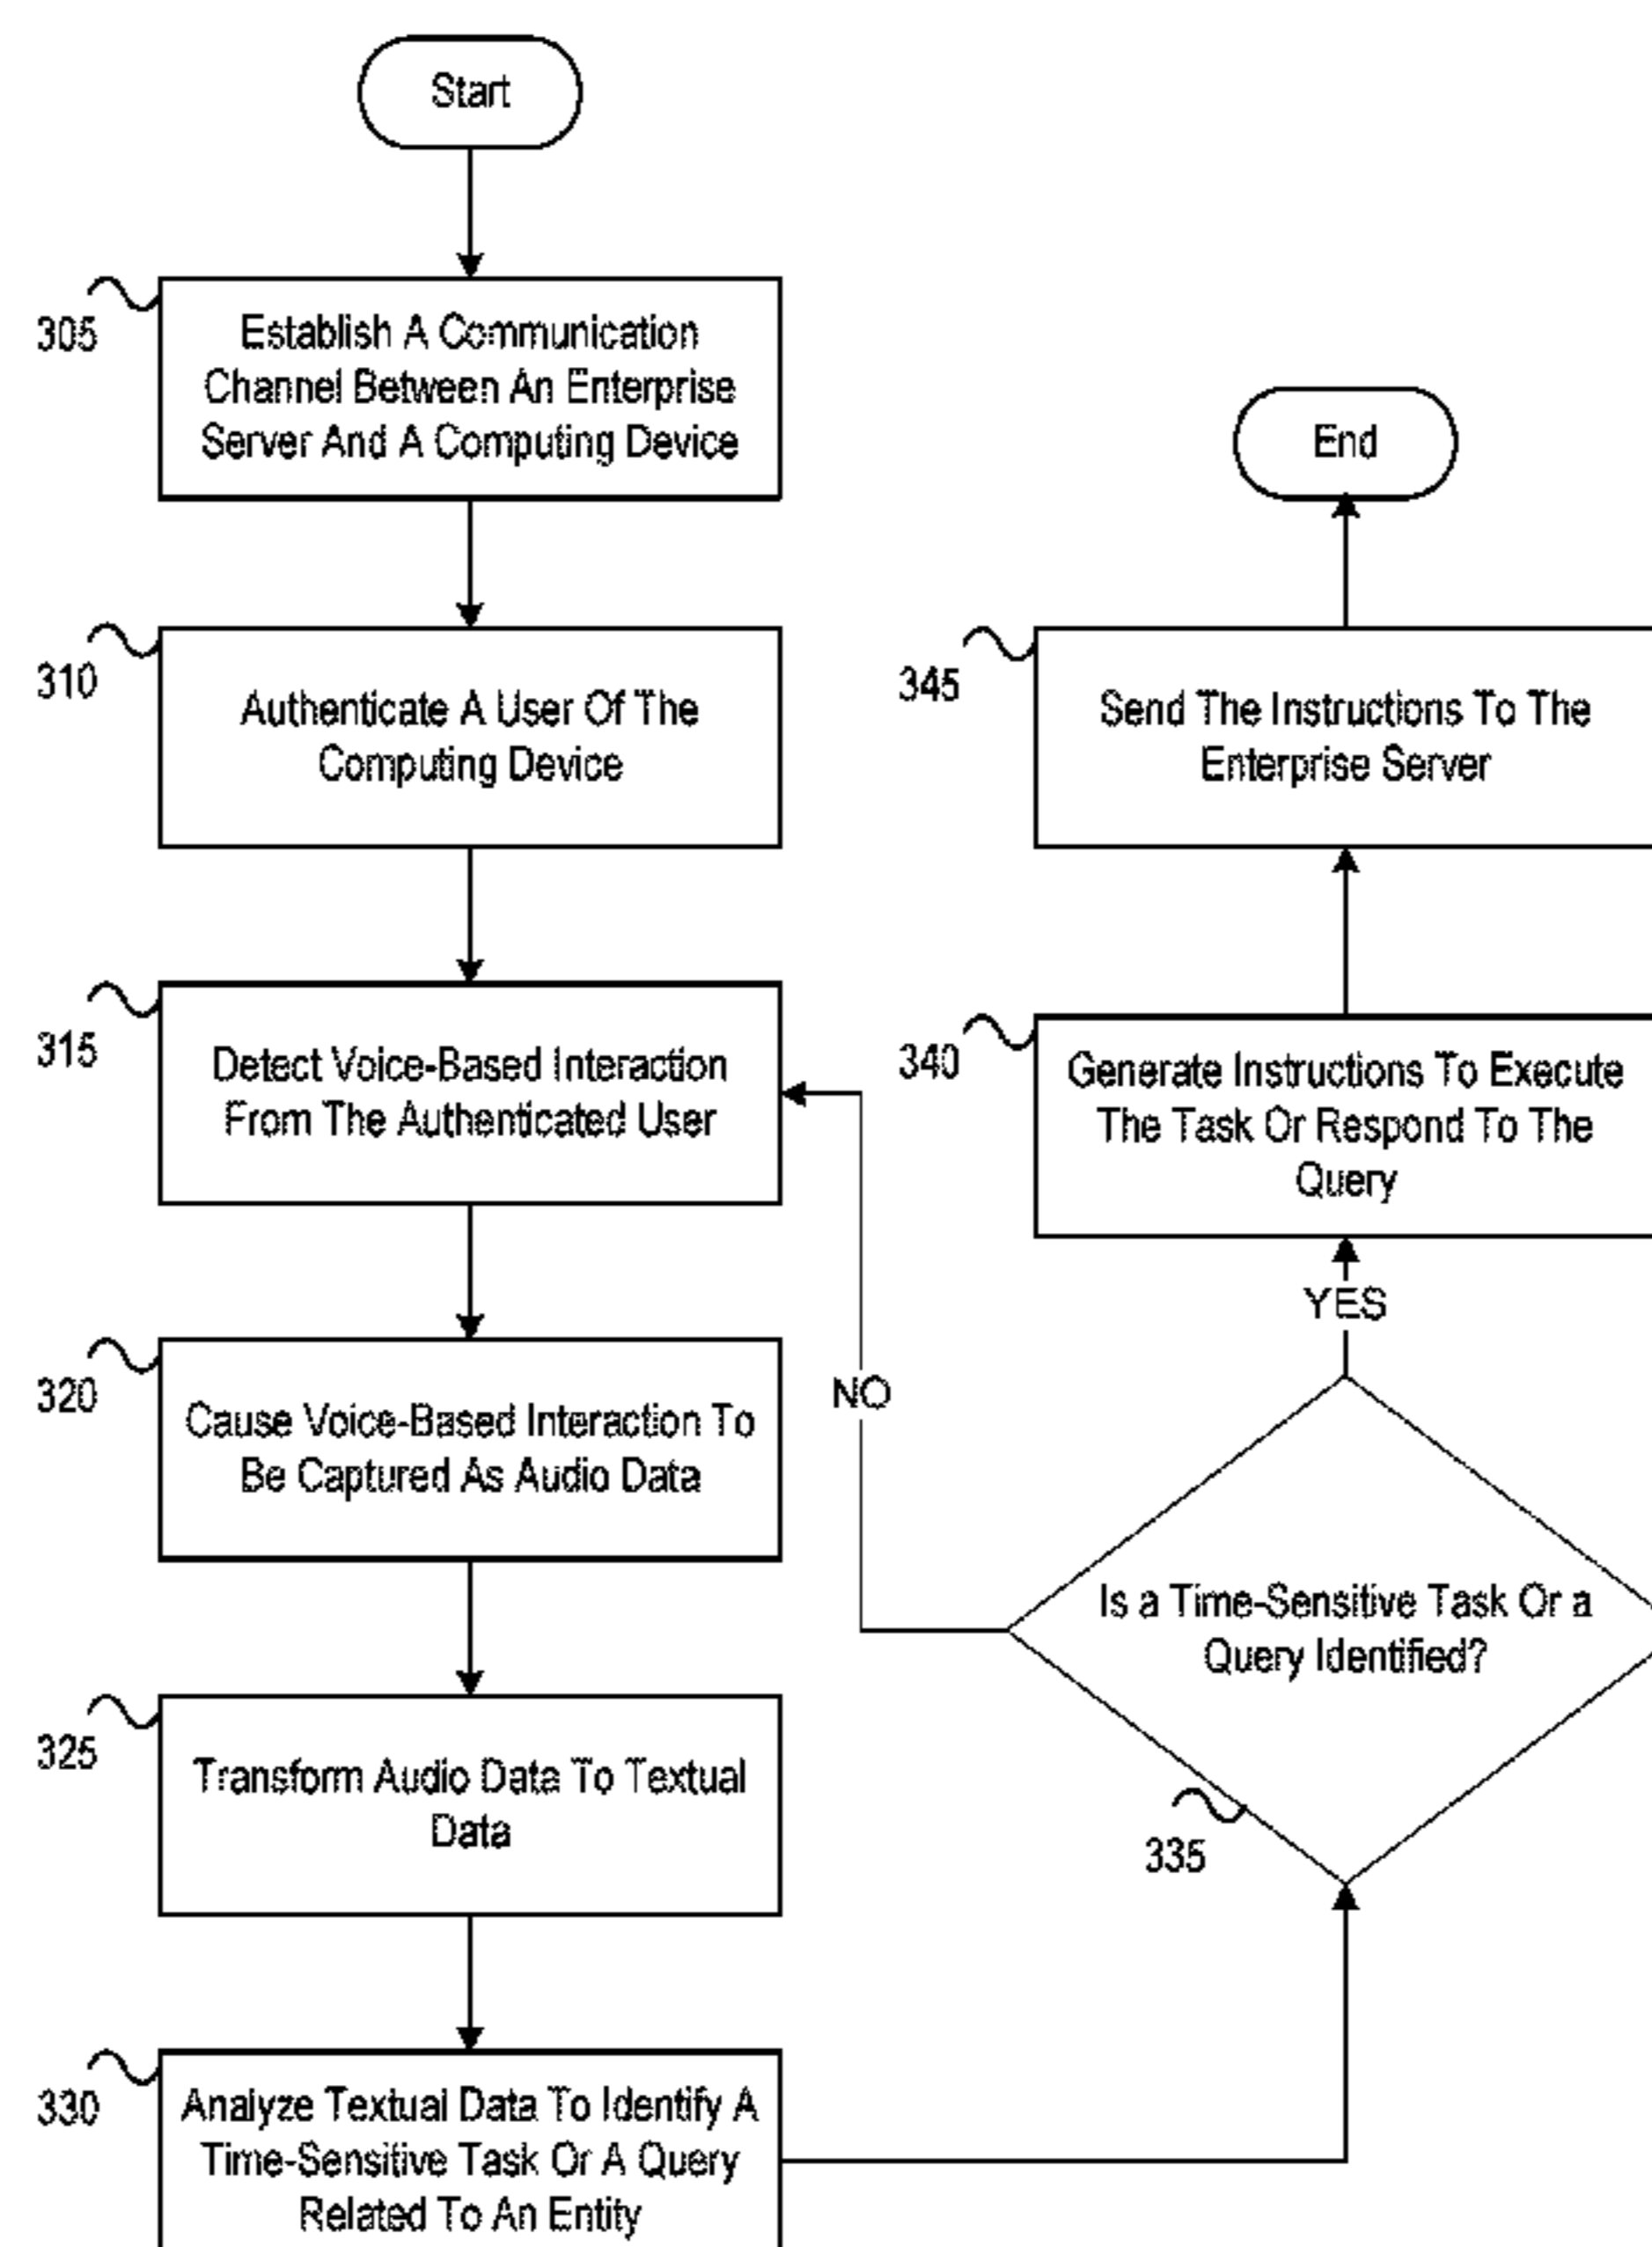 Start
305
Establish A Communication
Channel Between An Enterprise
Server And A Computing Device
310
Authenticate A User Of The
Computing Device
315
Detect Voice-Based Interaction
From The Authenticated User
320
Cause Voice-Based Interaction To
Be Captured As Audio Data
325
Transform Audio Data To Textual
Data
330
Analyze Textual Data To Identify A
Time-Sensitive Task Or A Query
Related To An Entity
335
Is a Time-Sensitive Task Or a
Query Identified?
NO
YES
340
Generate Instructions To Execute
The Task Or Respond To The
Query
345
Send The Instructions To The
Enterprise Server
End